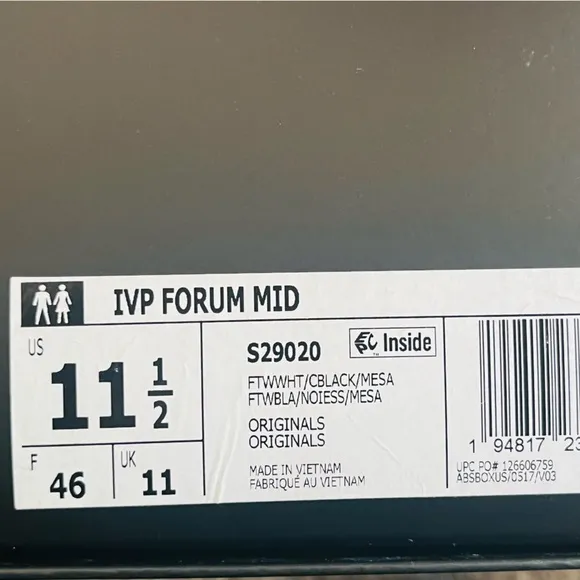 IVP FORUM MID
US
11 1/2
F
46
UK
11
S29020
Inside
FTWWHT/CBLACK/MESA
FTWBLA/NOIESS/MESA
ORIGINALS
ORIGINALS
MADE IN VIETNAM
FABRIQUÉ AU VIETNAM
1 94817 23
UPC PO# 126606759
ABSBOXUS/0517/V03